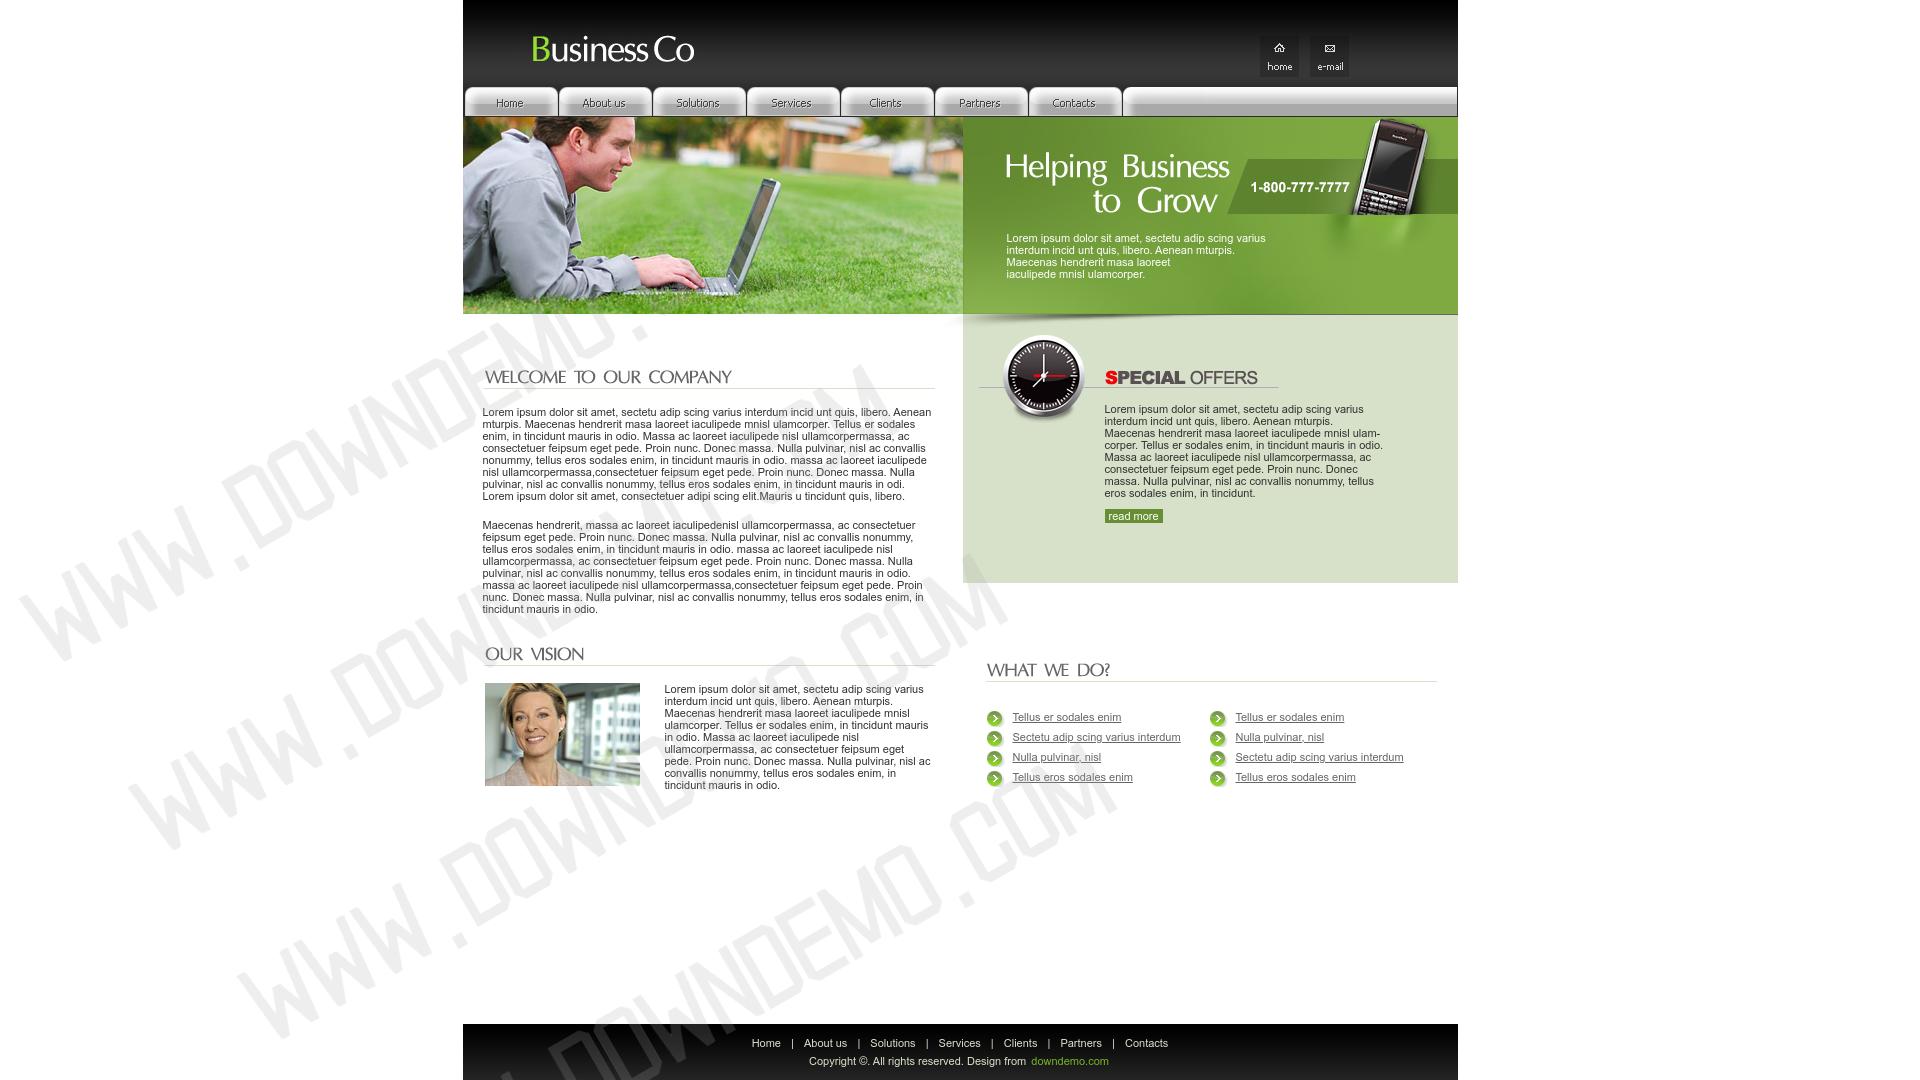 Business Co
home
e-mail
Home
About us
Solutions
Services
Clients
Partners
Contacts
Helping Business
to Grow
1-800-777-7777
Lorem ipsum dolor sit amet, sectetu adip scing varius
interdum incid unt quis, libero. Aenean mturpis.
Maecenas hendrerit masa laoreet
iaculipede mnisl ulamcorper.
WELCOME TO OUR COMPANY
Lorem ipsum dolor sit amet, sectetu adip scing varius interdum incid unt quis, libero. Aenean
mturpis. Maecenas hendrerit masa laoreet iaculipede mnisl ulamcorper. Tellus er sodales
enim, in tincidunt mauris in odio. Massa ac laoreet iaculipede nisl ullamcorpermassa, ac
consectetuer feipsum eget pede. Proin nunc. Donec massa. Nulla pulvinar, nisl ac convallis
nonummy, tellus eros sodales enim, in tincidunt mauris in odio. massa ac laoreet iaculipede
nisl ullamcorpermassa,consectetuer feipsum eget pede. Proin nunc. Donec massa. Nulla
pulvinar, nisl ac convallis nonummy, tellus eros sodales enim, in tincidunt mauris in odi.
Lorem ipsum dolor sit amet, consectetuer adipi scing elit.Mauris u tincidunt quis, libero.
Maecenas hendrerit, massa ac laoreet iaculipedenisl ullamcorpermassa, ac consectetuer
feipsum eget pede. Proin nunc. Donec massa. Nulla pulvinar, nisl ac convallis nonummy,
tellus eros sodales enim, in tincidunt mauris in odio. massa ac laoreet iaculipede nisl
ullamcorpermassa, ac consectetuer feipsum eget pede. Proin nunc. Donec massa. Nulla
pulvinar, nisl ac convallis nonummy, tellus eros sodales enim, in tincidunt mauris in odio.
massa ac laoreet iaculipede nisl ullamcorpermassa,consectetuer feipsum eget pede. Proin
nunc. Donec massa. Nulla pulvinar, nisl ac convallis nonummy, tellus eros sodales enim, in
tincidunt mauris in odio.
SPECIAL OFFERS
Lorem ipsum dolor sit amet, sectetu adip scing varius
interdum incid unt quis, libero. Aenean mturpis.
Maecenas hendrerit masa laoreet iaculipede mnisl ulam-
corper. Tellus er sodales enim, in tincidunt mauris in odio.
Massa ac laoreet iaculipede nisl ullamcorpermassa, ac
consectetuer feipsum eget pede. Proin nunc. Donec
massa. Nulla pulvinar, nisl ac convallis nonummy, tellus
eros sodales enim, in tincidunt.
read more
OUR VISION
Lorem ipsum dolor sit amet, sectetu adip scing varius
interdum incid unt quis, libero. Aenean mturpis.
Maecenas hendrerit masa laoreet iaculipede mnisl
ulamcorper. Tellus er sodales enim, in tincidunt mauris
in odio. Massa ac laoreet iaculipede nisl
ullamcorpermassa, ac consectetuer feipsum eget
pede. Proin nunc. Donec massa. Nulla pulvinar, nisl ac
convallis nonummy, tellus eros sodales enim, in
tincidunt mauris in odio.
WHAT WE DO?
Tellus er sodales enim
Sectetu adip scing varius interdum
Nulla pulvinar, nisl
Tellus eros sodales enim
Tellus er sodales enim
Nulla pulvinar, nisl
Sectetu adip scing varius interdum
Tellus eros sodales enim
Home | About us | Solutions | Services | Clients | Partners | Contacts
Copyright ©. All rights reserved. Design from downdemo.com
WWW.DOWNDEMO.
WWW.DOWNDEMO.COM
WWW.DOWNDEMO.COM
DOWNDEMO.COM